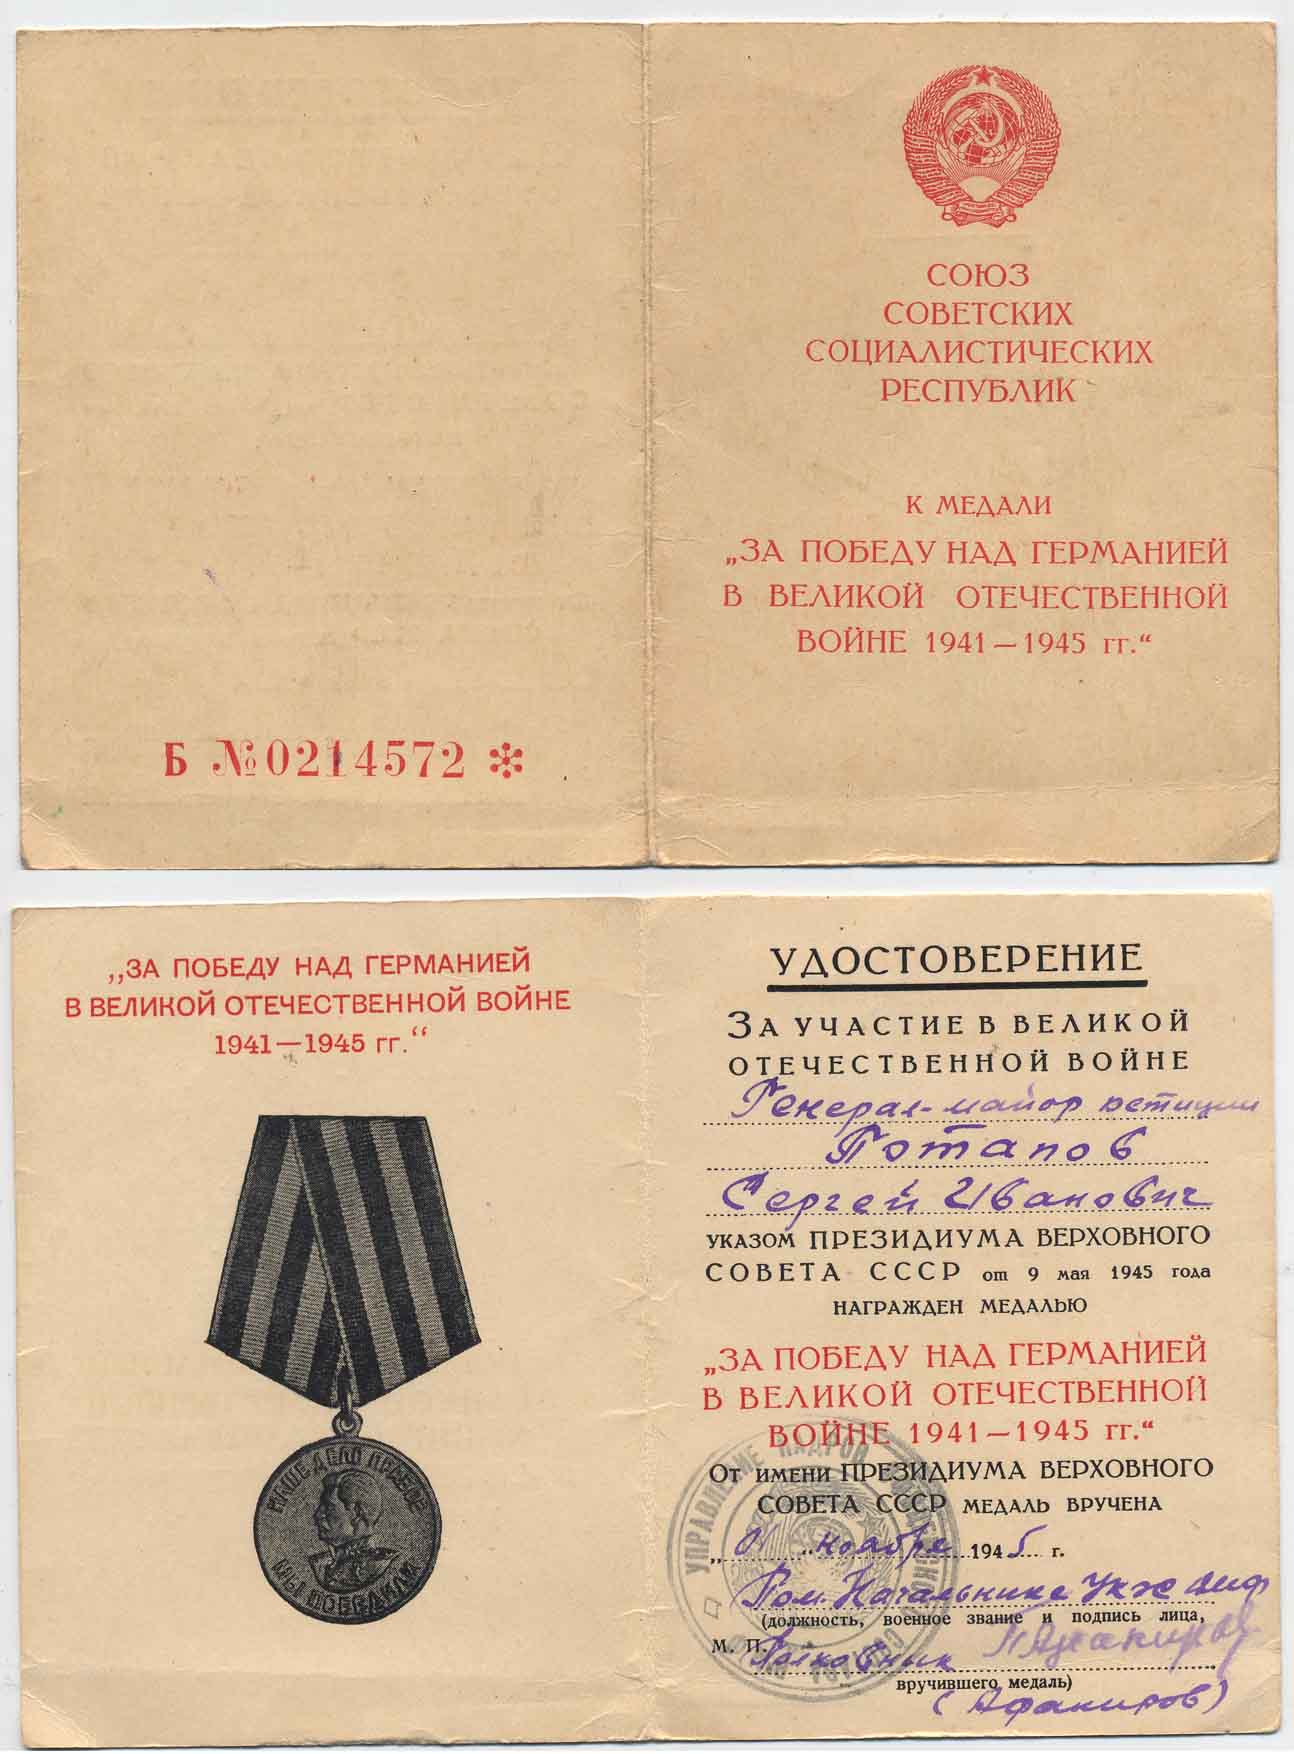 СОЮЗ
СОВЕТСКИХ
СОЦИАЛИСТИЧЕСКИХ
РЕСПУБЛИК
К МЕДАЛИ
„ЗА ПОБЕДУ НАД ГЕРМАНИЕЙ
В ВЕЛИКОЙ ОТЕЧЕСТВЕННОЙ
ВОЙНЕ 1941—1945 гг.“
Б №0214572
„ЗА ПОБЕДУ НАД ГЕРМАНИЕЙ
В ВЕЛИКОЙ ОТЕЧЕСТВЕННОЙ ВОЙНЕ
1941—1945 гг.“
НАШЕ ДЕЛО ПРАВОЕ
МЫ ПОБЕДИЛИ
УДОСТОВЕРЕНИЕ
ЗА УЧАСТИЕ В ВЕЛИКОЙ
ОТЕЧЕСТВЕННОЙ ВОЙНЕ
Генерал-майор юстиции
Потапов
Сергей Иванович
УКАЗОМ ПРЕЗИДИУМА ВЕРХОВНОГО
СОВЕТА СССР от 9 мая 1945 года
НАГРАЖДЕН МЕДАЛЬЮ
„ЗА ПОБЕДУ НАД ГЕРМАНИЕЙ
В ВЕЛИКОЙ ОТЕЧЕСТВЕННОЙ
ВОЙНЕ 1941—1945 гг.“
ОТ ИМЕНИ ПРЕЗИДИУМА ВЕРХОВНОГО
СОВЕТА СССР МЕДАЛЬ ВРУЧЕНА
„01“ ноября 1945 г.
Пом. Начальника
(должность, военное звание и подпись лица,
М. П. Полковник
вручившего медаль)
УПРАВЛЕНИЕ КАДРОВ